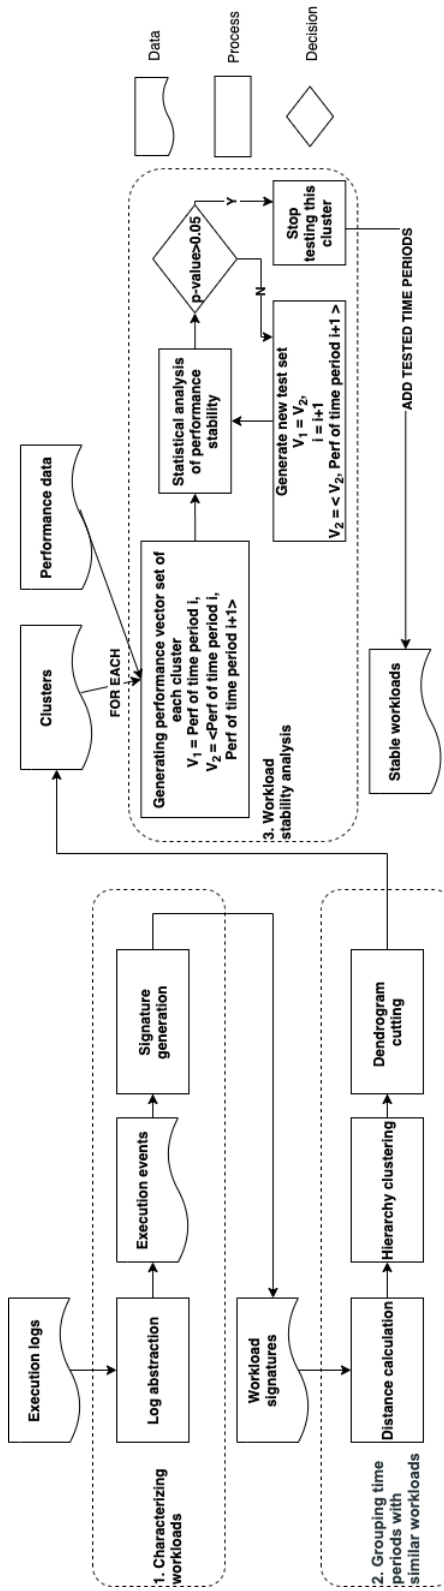 Execution logs
1. Characterizing
workloads
Log abstraction
Execution events
Signature
generation
Workload
signatures
2. Grouping time
periods with
similar workloads
Distance calculation
Hierarchy clustering
Dendrogram
cutting
Clusters
Performance data
FOR EACH
Generating performance vector set of
each cluster
V₁ = Perf of time period i,
V₂ = <Perf of time period i,
Perf of time period i+1>
3. Workload
stability analysis
Statistical analysis
of performance
stability
p-value>0.05
Y
N
Generate new test set
V₁ = V₂,
i = i+1
V₂ = < V₂, Perf of time period i+1 >
Stop
testing this
cluster
ADD TESTED TIME PERIODS
Stable workloads
Data
Process
Decision